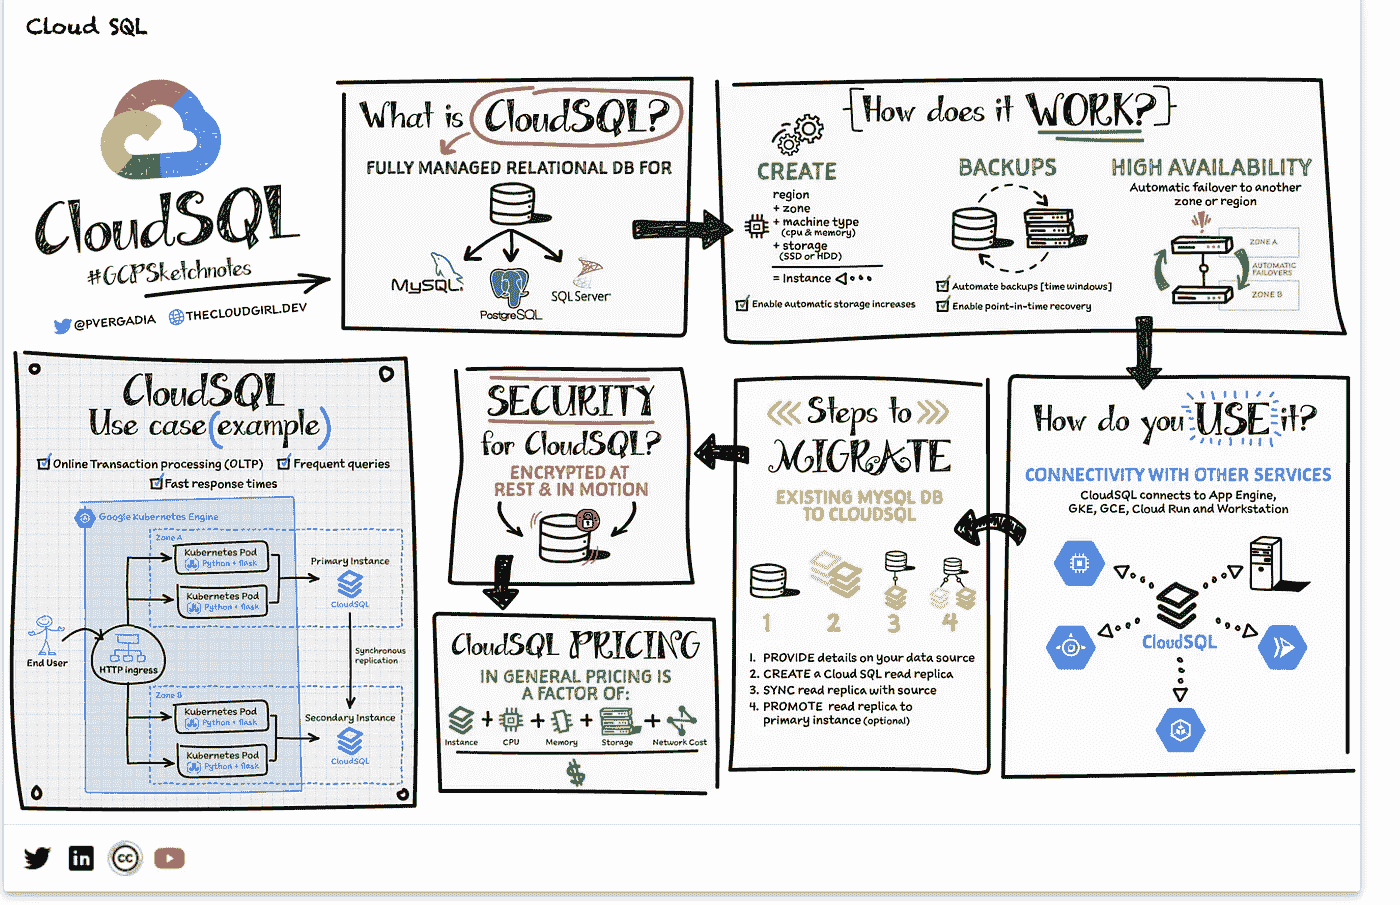 Cloud SQL
CloudSQL
#GCPSketchnotes
@PVERGADIA
THECLOUDGIRL.DEV
What is CloudSQL?
FULLY MANAGED RELATIONAL DB FOR
MySQL
PostgreSQL
SQL Server
How does it WORK?
CREATE
region
+ zone
+ machine type
(cpu & memory)
+ storage
(SSD or HDD)
= Instance
Enable automatic storage increases
BACKUPS
Automate backups [time windows]
Enable point-in-time recovery
HIGH AVAILABILITY
Automatic failover to another
zone or region
ZONE A
AUTOMATIC
FAILOVERS
ZONE B
How do you USE it?
CONNECTIVITY WITH OTHER SERVICES
CloudSQL connects to App Engine,
GKE, GCE, Cloud Run and Workstation
CloudSQL
Steps to
MIGRATE
EXISTING MYSQL DB
TO CLOUDSQL
1 2 3 4
1. PROVIDE details on your data source
2. CREATE a Cloud SQL read replica
3. SYNC read replica with source
4. PROMOTE read replica to
primary instance (optional)
SECURITY
for CloudSQL?
ENCRYPTED AT
REST & IN MOTION
CloudSQL PRICING
IN GENERAL PRICING IS
A FACTOR OF:
+ + + +
Instance CPU Memory Storage Network Cost
$
CloudSQL
Use case (example)
Online Transaction processing (OLTP)
Frequent queries
Fast response times
Google Kubernetes Engine
Zone A
Kubernetes Pod
Python + flask
Kubernetes Pod
Python + flask
Primary Instance
CloudSQL
End User
HTTP ingress
Synchronous
replication
Zone B
Kubernetes Pod
Python + flask
Kubernetes Pod
Python + flask
Secondary Instance
CloudSQL
in
cc